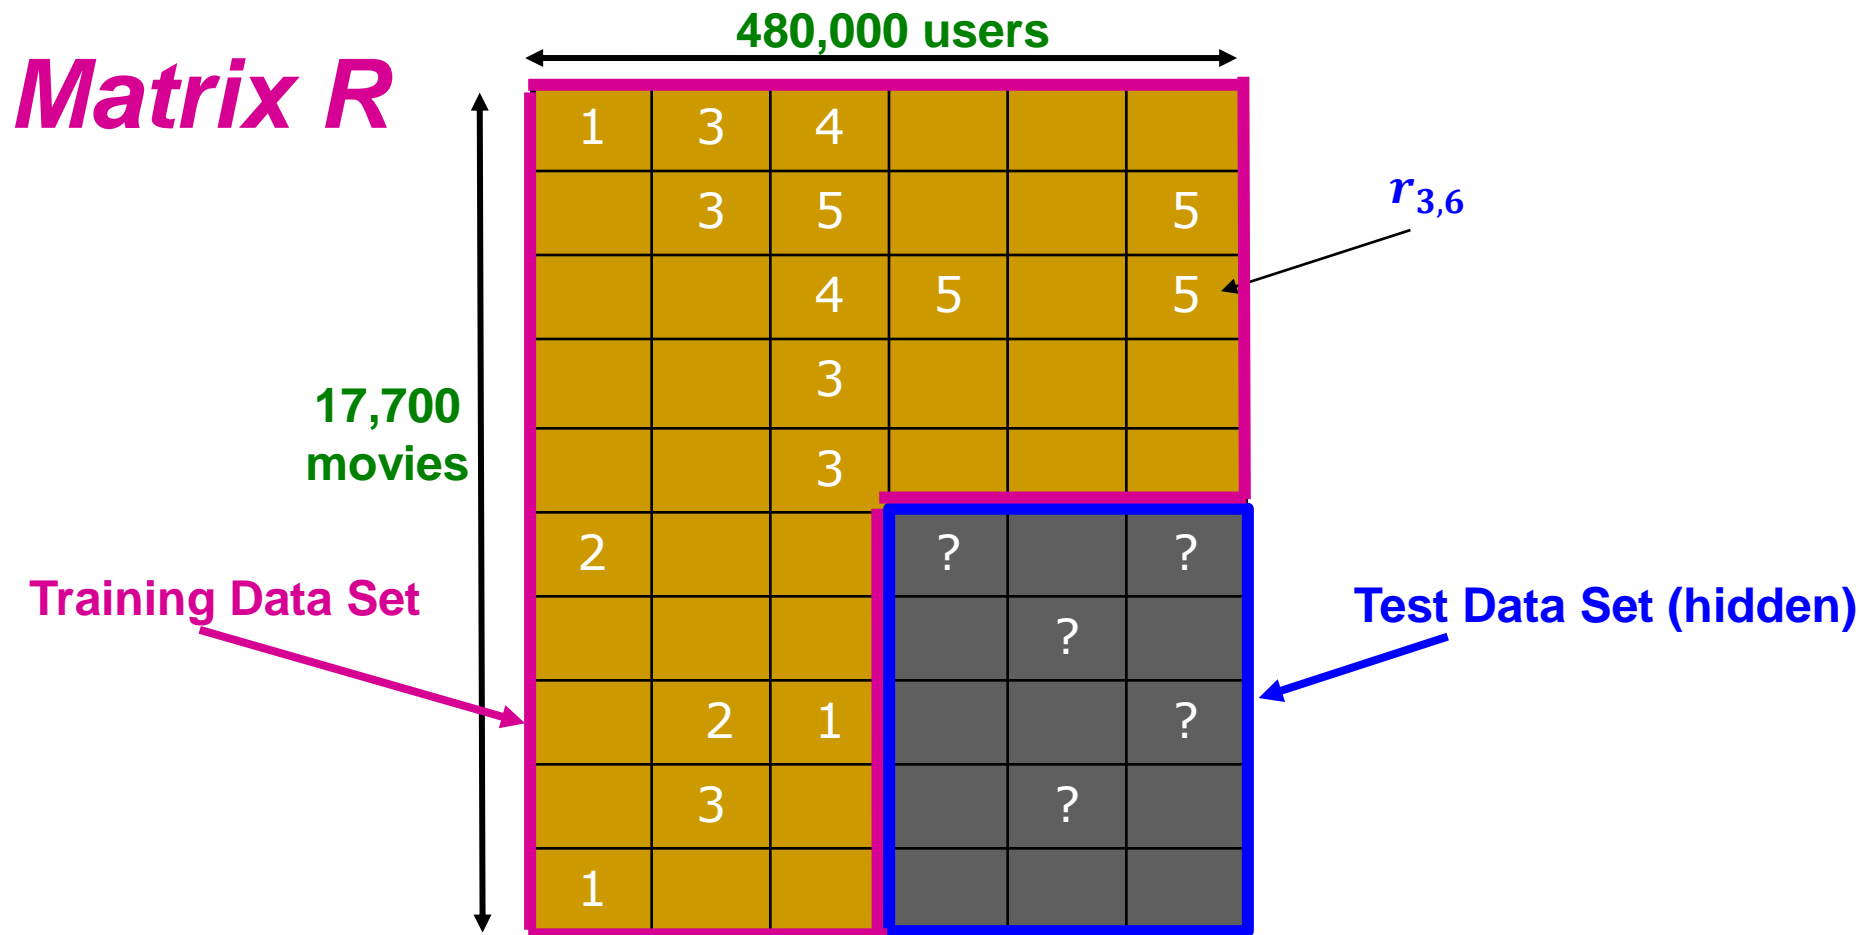 480,000 users
Matrix R
1 3 4
3 5 5
r3,6
4 5 5
3
17,700
movies
3
2 ? ?
Training Data Set
Test Data Set (hidden)
?
2 1 ?
3 ?
1